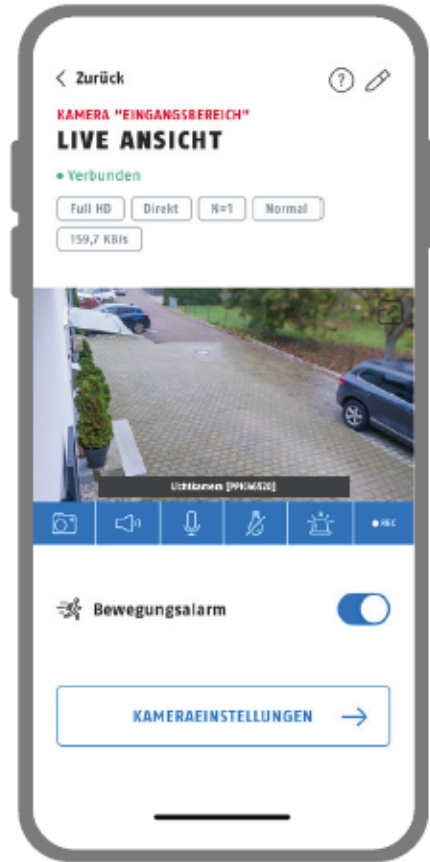 Zurück
KAMERA "EINGANGSBEREICH"
LIVE ANSICHT
Verbunden
Full HD Direkt N=1 Normal
159,7 KB/s
REC
Bewegungsalarm
KAMERAEINSTELLUNGEN